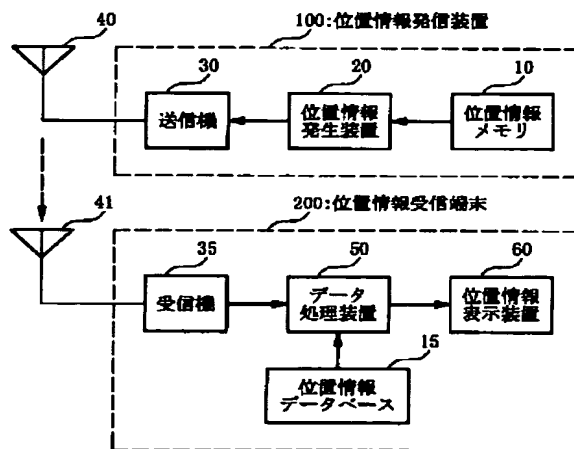 40
100:位置情報発信装置
30
20
10
送信機
位置情報
発生装置
位置情報
メモリ
41
200:位置情報受信端末
35
50
60
受信機
データ
処理装置
位置情報
表示装置
15
位置情報
データベース